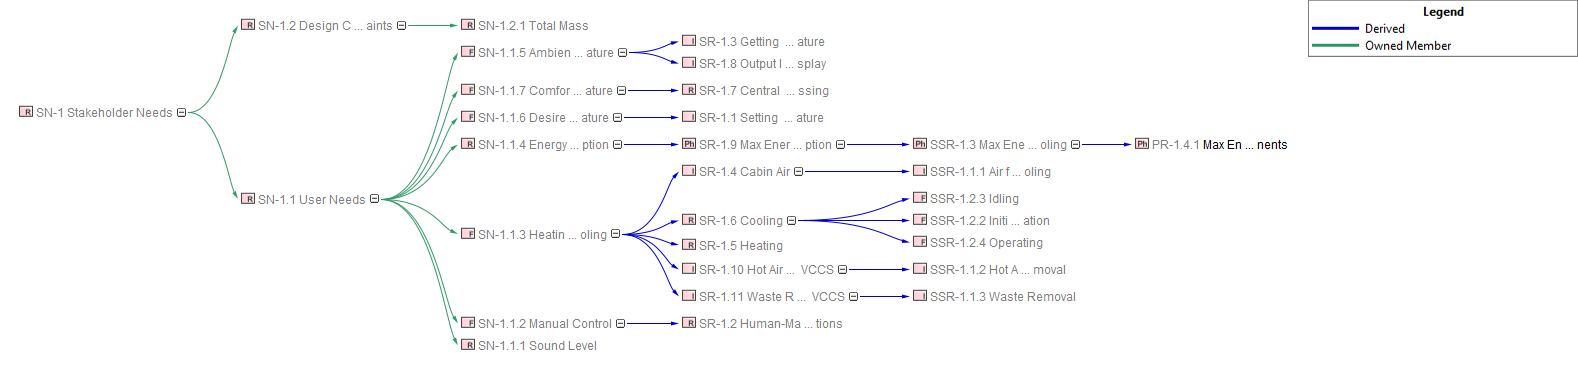 Legend
Derived
Owned Member
R SN-1 Stakeholder Needs
R SN-1.2 Design C ... aints
R SN-1.2.1 Total Mass
R SN-1.1 User Needs
F SN-1.1.5 Ambien ... ature
I SR-1.3 Getting ... ature
I SR-1.8 Output I ... splay
F SN-1.1.7 Comfor ... ature
R SR-1.7 Central ... ssing
F SN-1.1.6 Desire ... ature
I SR-1.1 Setting ... ature
R SN-1.1.4 Energy ... ption
Ph SR-1.9 Max Ener ... ption
Ph SSR-1.3 Max Ene ... oling
Ph PR-1.4.1 Max En ... nents
F SN-1.1.3 Heatin ... oling
I SR-1.4 Cabin Air
I SSR-1.1.1 Air f ... oling
R SR-1.6 Cooling
F SSR-1.2.3 Idling
F SSR-1.2.2 Initi ... ation
F SSR-1.2.4 Operating
R SR-1.5 Heating
I SR-1.10 Hot Air ... VCCS
I SSR-1.1.2 Hot A ... moval
I SR-1.11 Waste R ... VCCS
I SSR-1.1.3 Waste Removal
F SN-1.1.2 Manual Control
R SR-1.2 Human-Ma ... tions
R SN-1.1.1 Sound Level